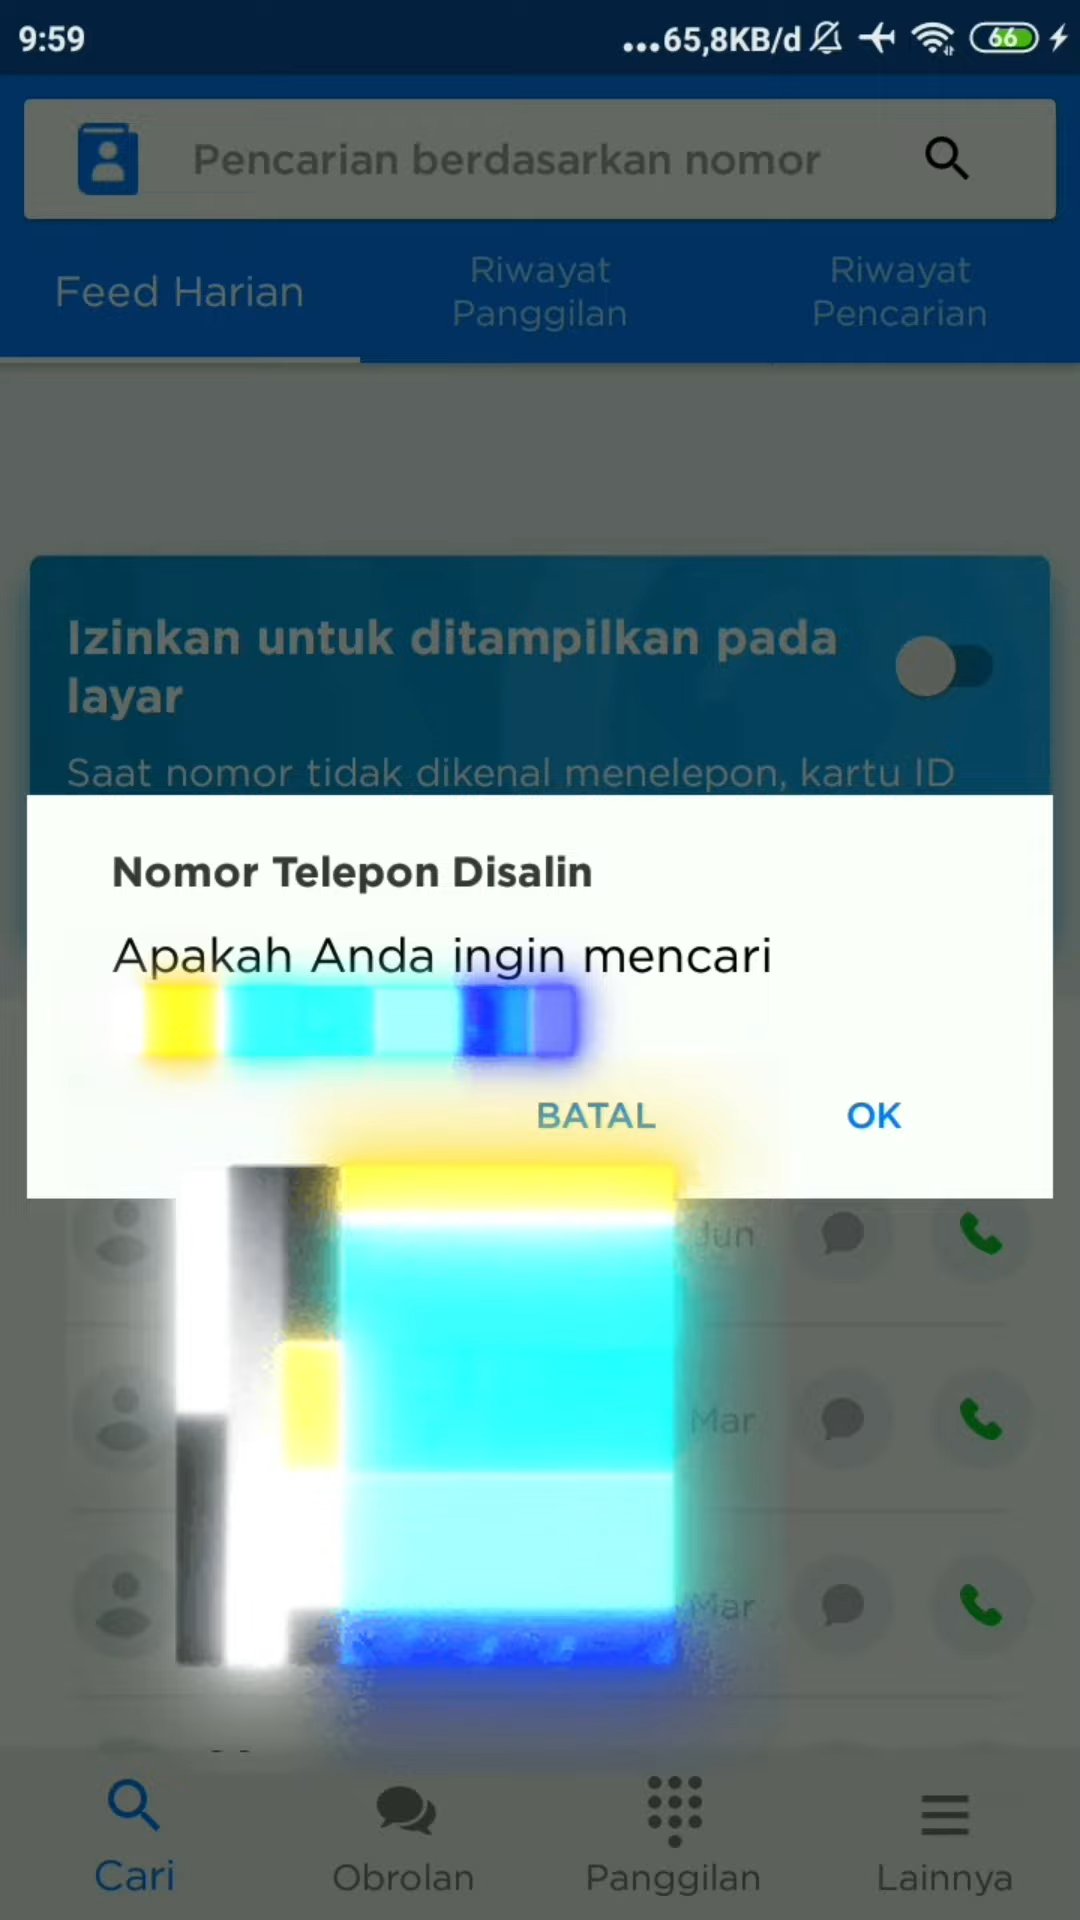 9:59
...65,8KB/d
66
Pencarian berdasarkan nomor
Feed Harian
Riwayat
Panggilan
Riwayat
Pencarian
Izinkan untuk ditampilkan pada
layar
Saat nomor tidak dikenal menelepon, kartu ID
Nomor Telepon Disalin
Apakah Anda ingin mencari
BATAL
OK
Jun
Mar
Mar
Cari
Obrolan
Panggilan
Lainnya